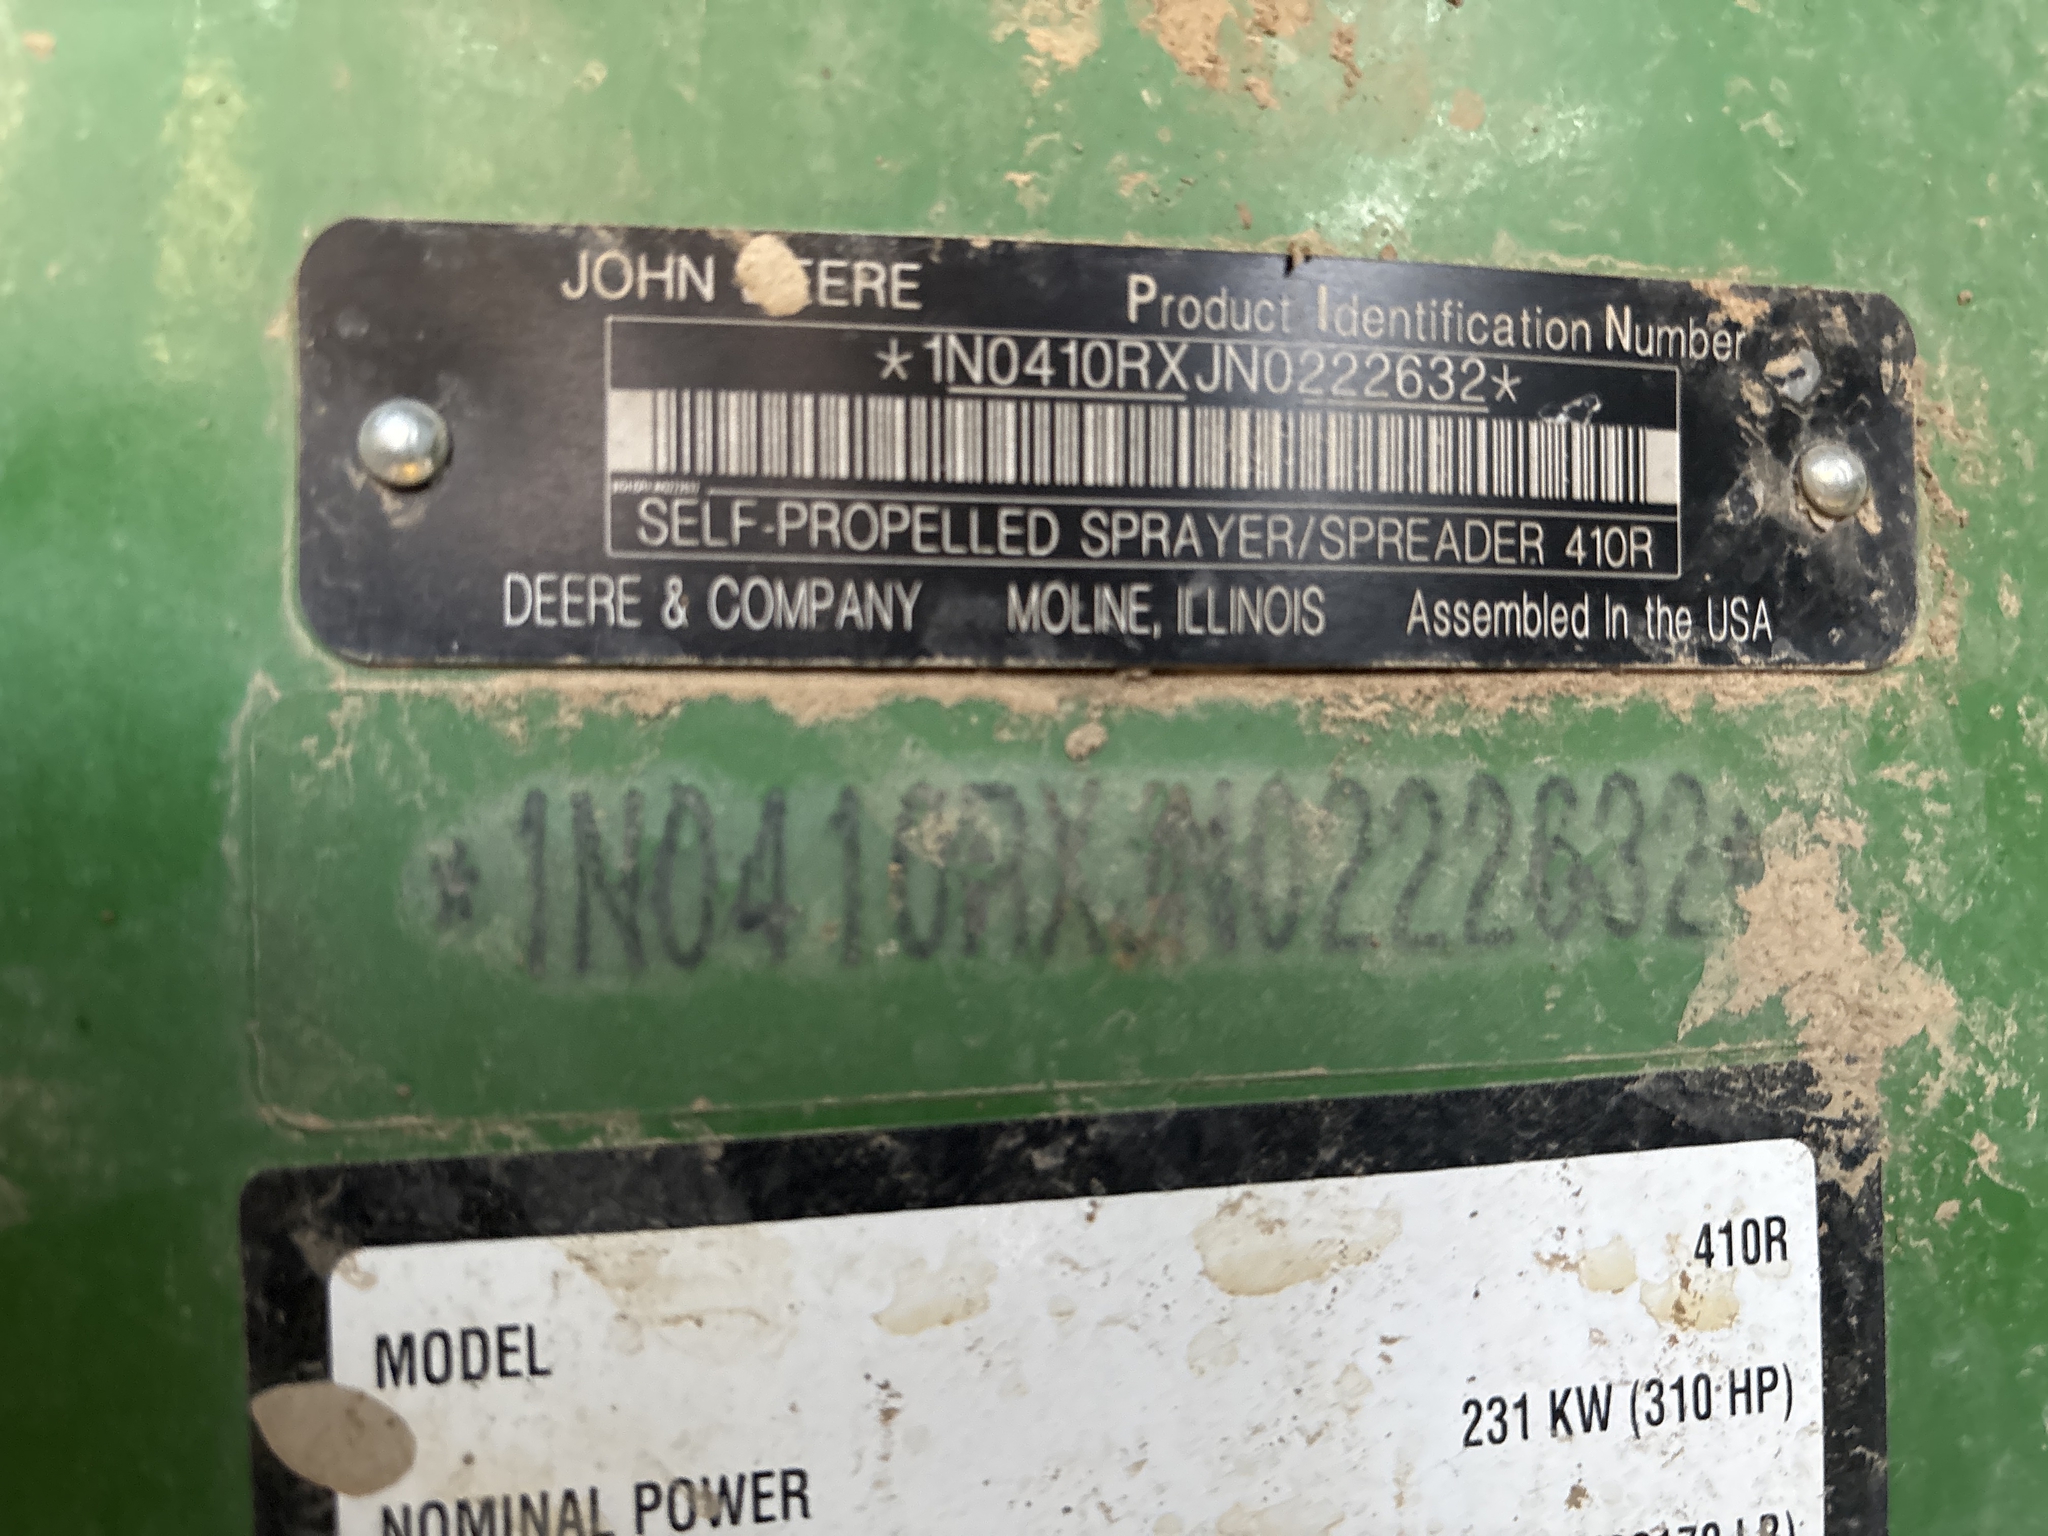 JOHN DEERE
Product Identification Number
*1N0410RXJN0222632*
SELF-PROPELLED SPRAYER/SPREADER 410R
DEERE & COMPANY MOLINE, ILLINOIS Assembled In the USA
*1N0410RXJN0222632*
410R
MODEL
231 KW (310 HP)
NOMINAL POWER